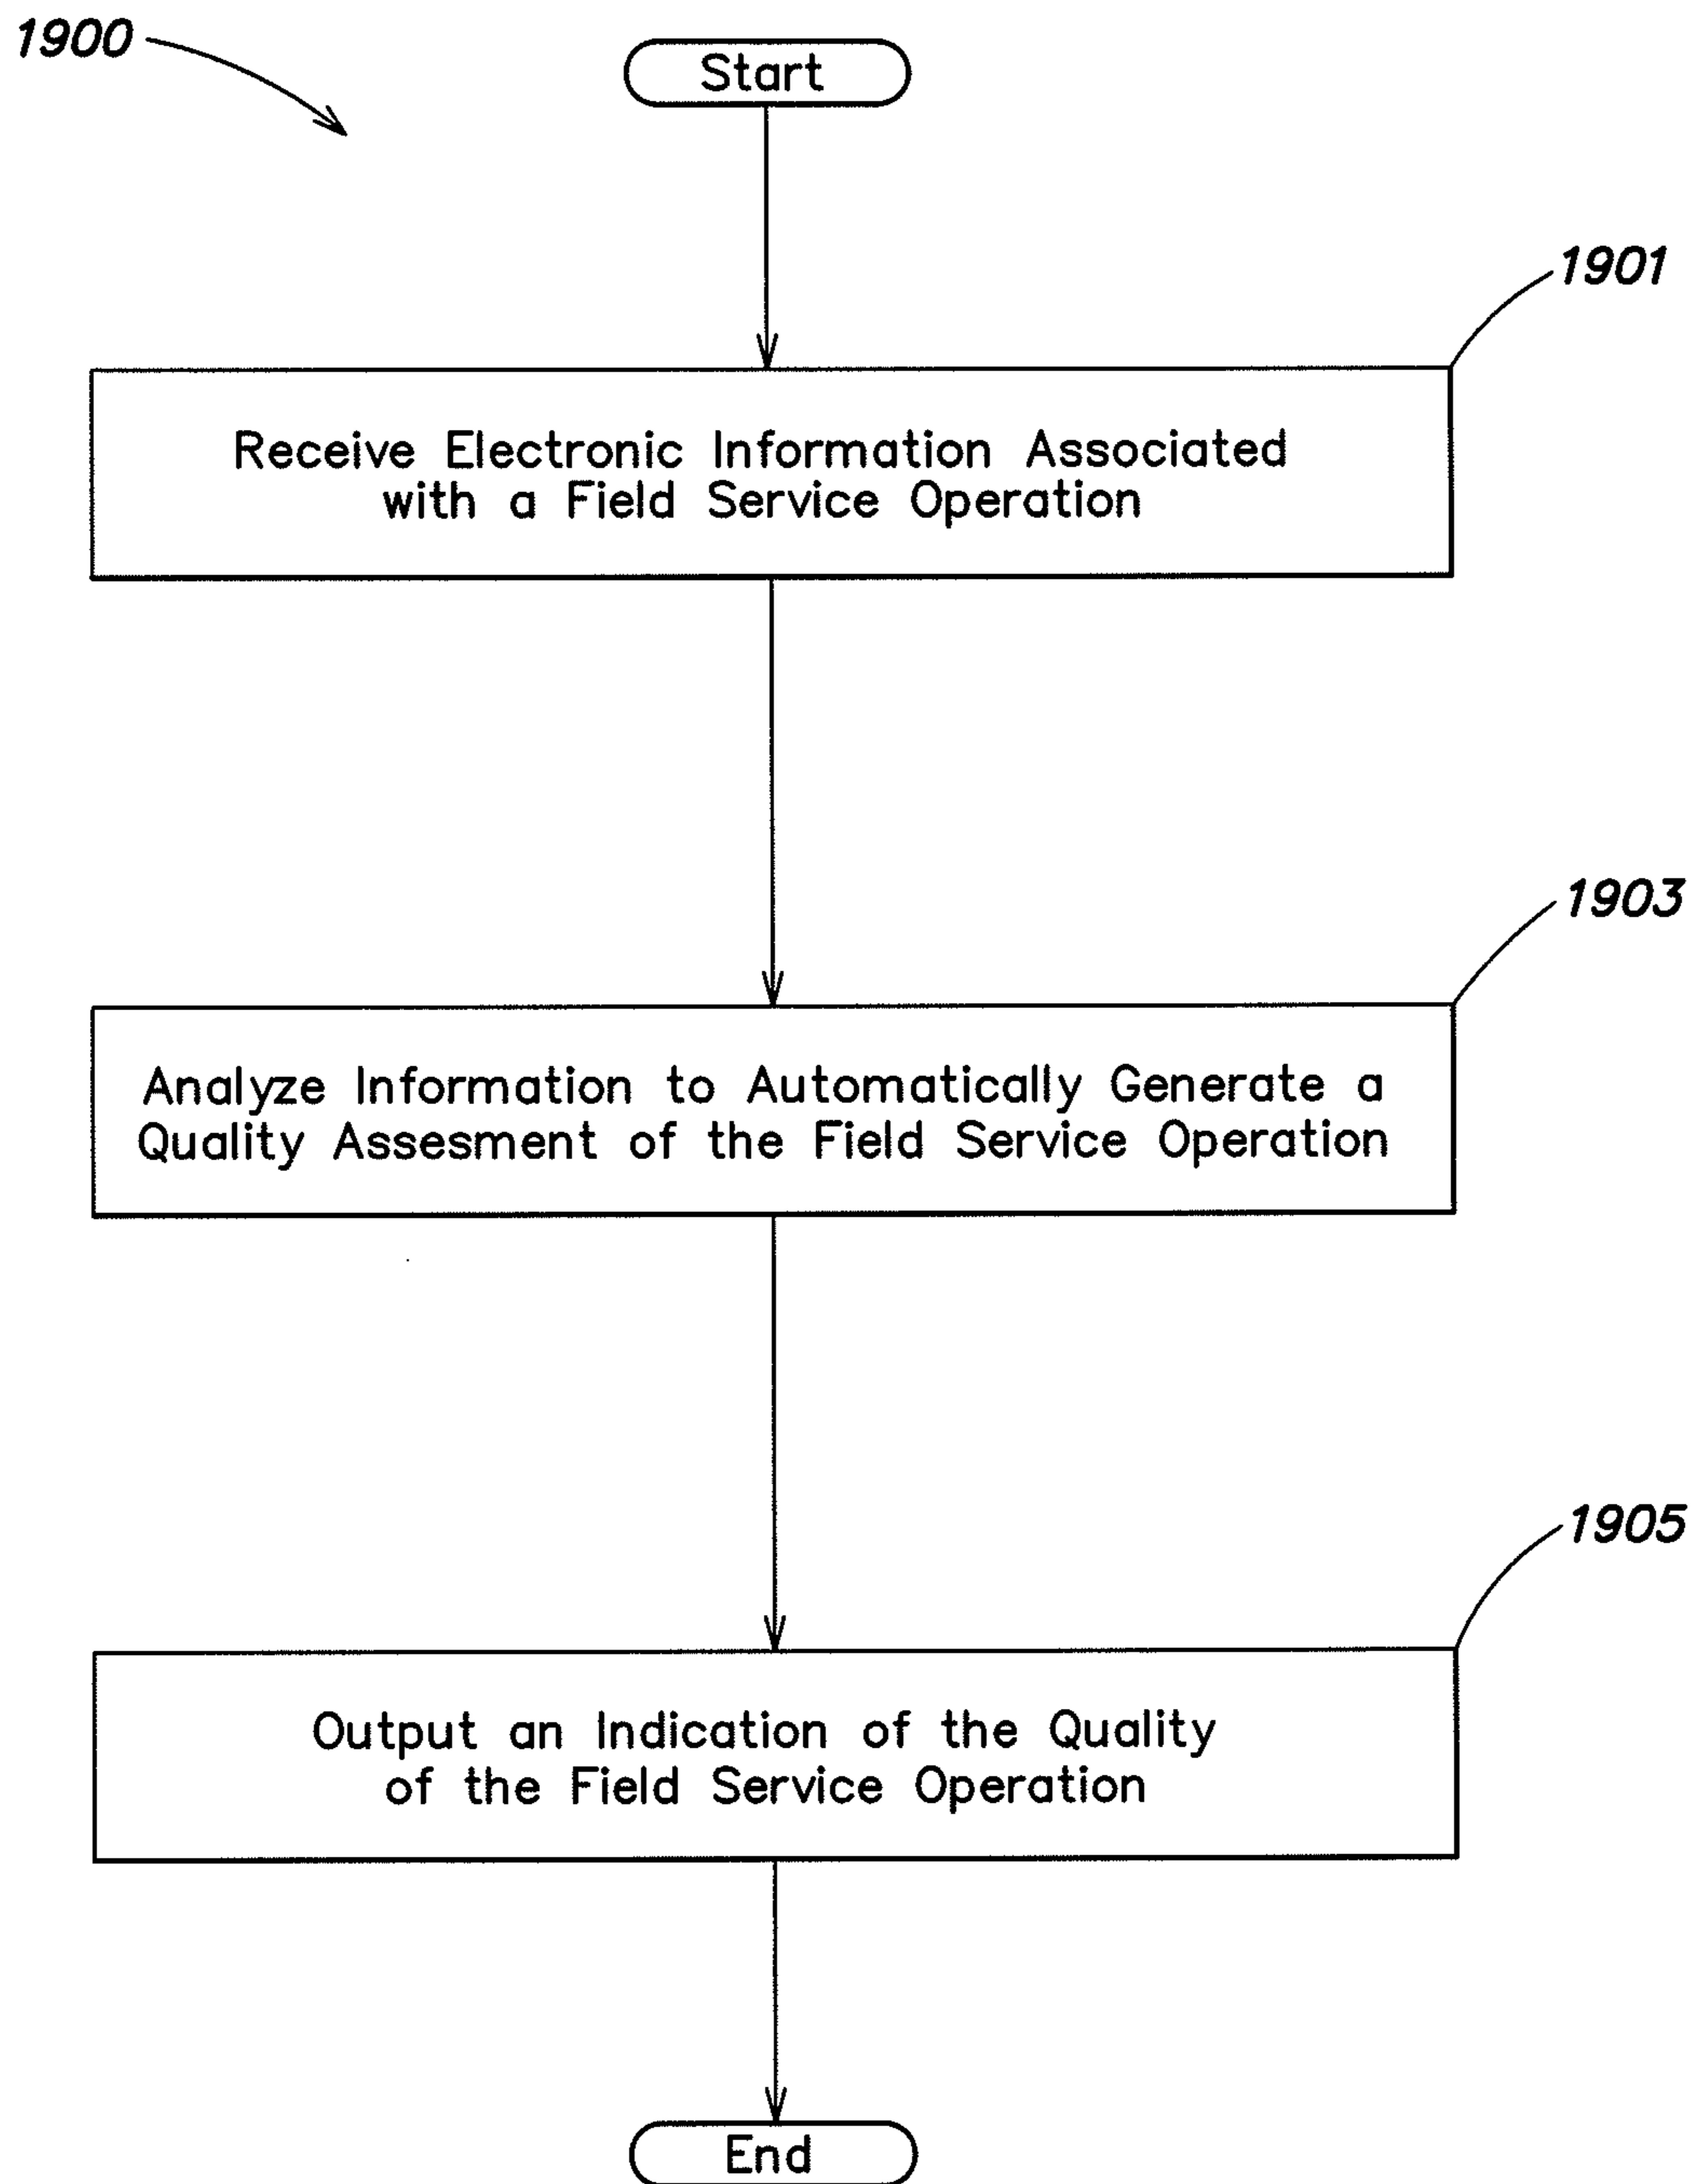 1900
Start
1901
Receive Electronic Information Associated
with a Field Service Operation
1903
Analyze Information to Automatically Generate a
Quality Assesment of the Field Service Operation
1905
Output an Indication of the Quality
of the Field Service Operation
End